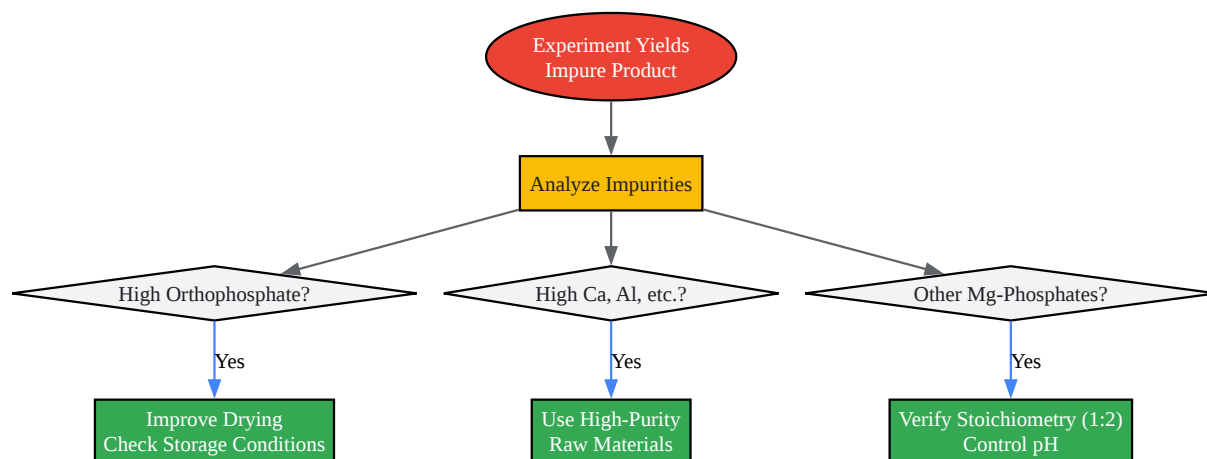 Experiment Yields
Impure Product
Analyze Impurities
High Orthophosphate?
High Ca, Al, etc.?
Other Mg-Phosphates?
Yes
Yes
Yes
Improve Drying
Check Storage Conditions
Use High-Purity
Raw Materials
Verify Stoichiometry (1:2)
Control pH